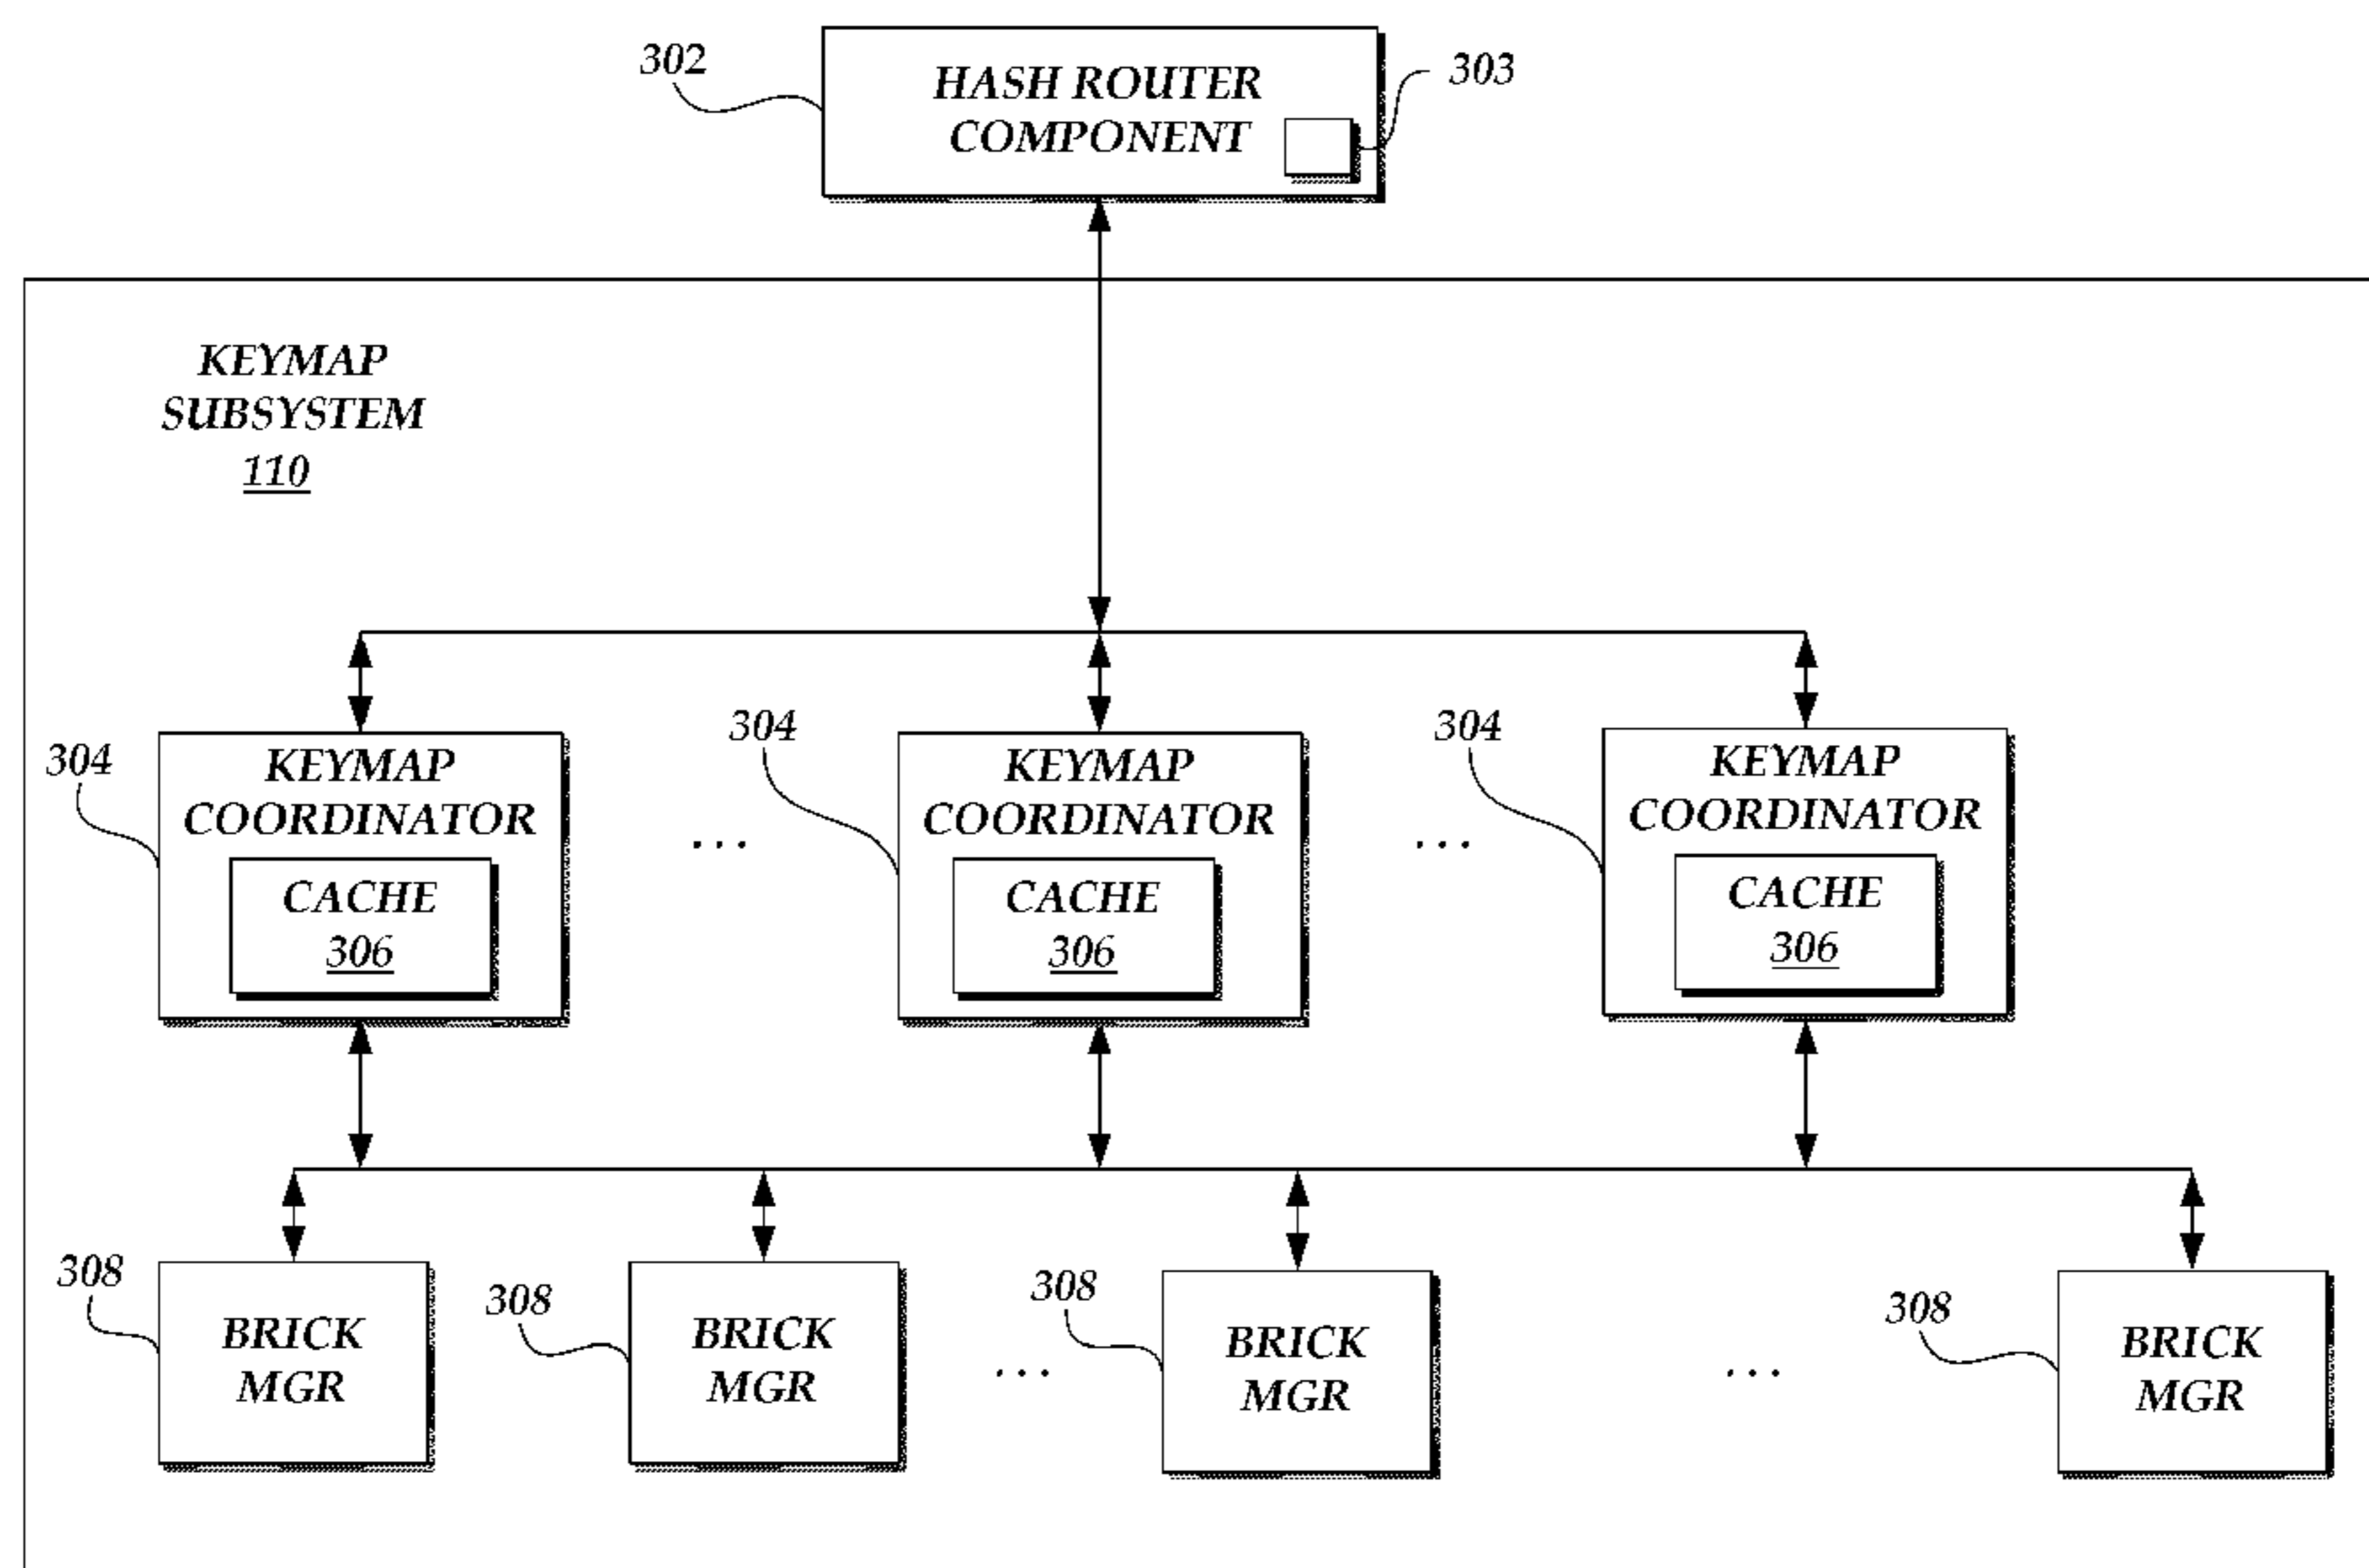 302
HASH ROUTER
COMPONENT
303
KEYMAP
SUBSYSTEM
110
304
KEYMAP
COORDINATOR
CACHE
306
...
304
KEYMAP
COORDINATOR
CACHE
306
...
304
KEYMAP
COORDINATOR
CACHE
306
308
BRICK
MGR
308
BRICK
MGR
...
308
BRICK
MGR
...
308
BRICK
MGR